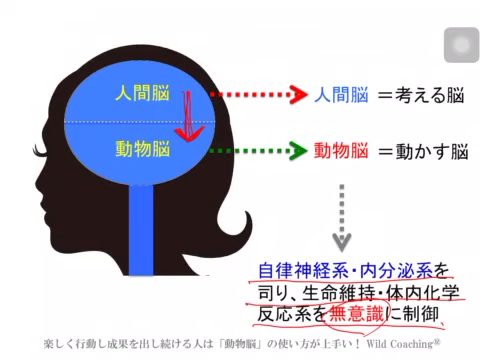 人間脳
人間脳 ＝考える脳
動物脳
動物脳 ＝動かす脳
自律神経系・内分泌系を
司り、生命維持・体内化学
反応系を無意識に制御
楽しく行動し成果を出し続ける人は「動物脳」の使い方が上手い！ Wild Coaching®